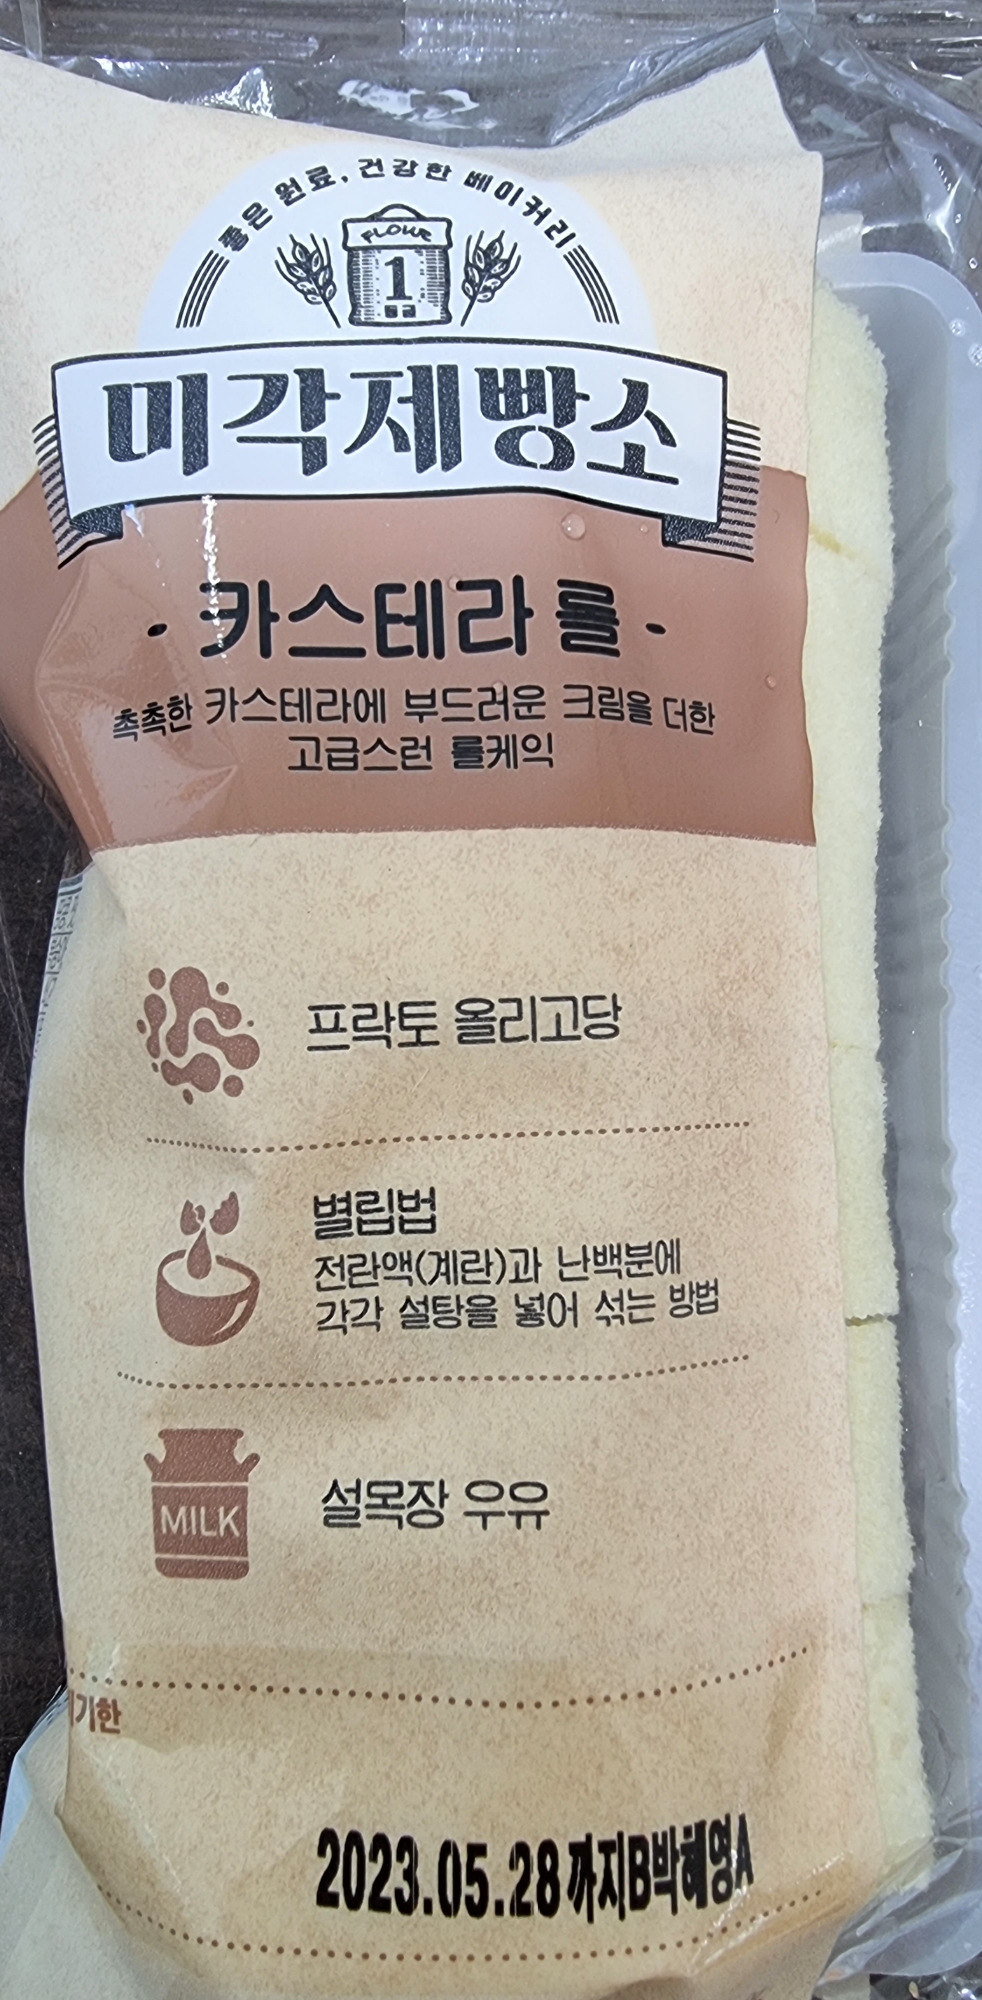 좋은 원료, 건강한 베이커리
FLOUR
1
등급
미각제빵소
- 카스테라 롤 -
촉촉한 카스테라에 부드러운 크림을 더한
고급스런 롤케익
프락토 올리고당
별립법
전란액(계란)과 난백분에
각각 설탕을 넣어 섞는 방법
MILK
설목장 우유
기한
2023.05.28까지B박혜영A